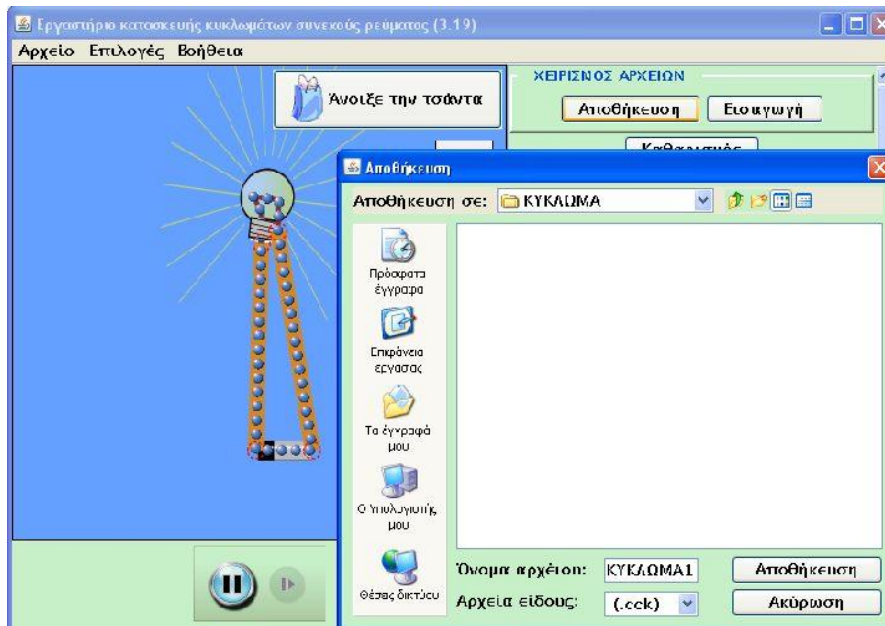 Εργαστήριο κατασκευής κυκλωμάτων συνεχούς ρεύματος (3.19)
Αρχείο Επιλογές Βοήθεια
Άνοιξε την τσάντα
ΧΕΙΡΙΣΜΟΣ ΑΡΧΕΙΩΝ
Αποθήκευση Εισαγωγή
Καθαρισμός
Αποθήκευση
Αποθήκευση σε: ΚΥΚΛΩΜΑ
Πρόσφατα
έγγραφα
Επιφάνεια
εργασας
Τα έγγραφά
μου
Ο Υπολογιστής
μου
Θέσεις δικτύου
Όνομα αρχείου: ΚΥΚΛΩΜΑ1 Αποθήκευση
Αρχεία είδους: (.cck) Ακύρωση